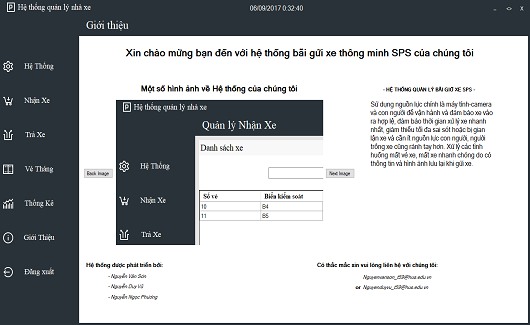 P Hệ thống quản lý nhà xe
06/09/2017 0:32:40
Giới thiệu
Hệ Thống
Nhận Xe
Trả Xe
Vé Tháng
Thống Kê
Giới Thiệu
Đăng xuất
Xin chào mừng bạn đến với hệ thống bãi gửi xe thông minh SPS của chúng tôi
Một số hình ảnh về Hệ thống của chúng tôi
Back Image
P Hệ thống quản lý nhà xe
Quản lý Nhận Xe
Hệ Thống
Nhận Xe
Trả Xe
Danh sách xe
Số vé Biển kiểm soát
10 B4
11 B5
Next Image
- HỆ THỐNG QUẢN LÝ BÃI GIỮ XE SPS -
Sử dụng nguồn lực chính là máy tính-camera
và con người để vận hành và đảm bảo xe vào
ra hợp lệ, đảm bảo thời gian xử lý xe nhanh
nhất, giảm thiểu tối đa sai sót hoặc bị gian
lận xe và cần ít nguồn lực con người, người
trông xe cũng rảnh tay hơn. Xử lý các tình
huống mất vé xe, mất xe nhanh chóng do có
thông tin và hình ảnh lưu lại khi gửi xe.
Hệ thống được phát triển bởi:
- Nguyễn Văn Sơn
- Nguyễn Duy Vũ
- Nguyễn Ngọc Phương
Có thắc mắc xin vui lòng liên hệ với chúng tôi:
Nguyenvanson_t59@hus.edu.vn
or Nguyenduyvu_t59@hus.edu.vn